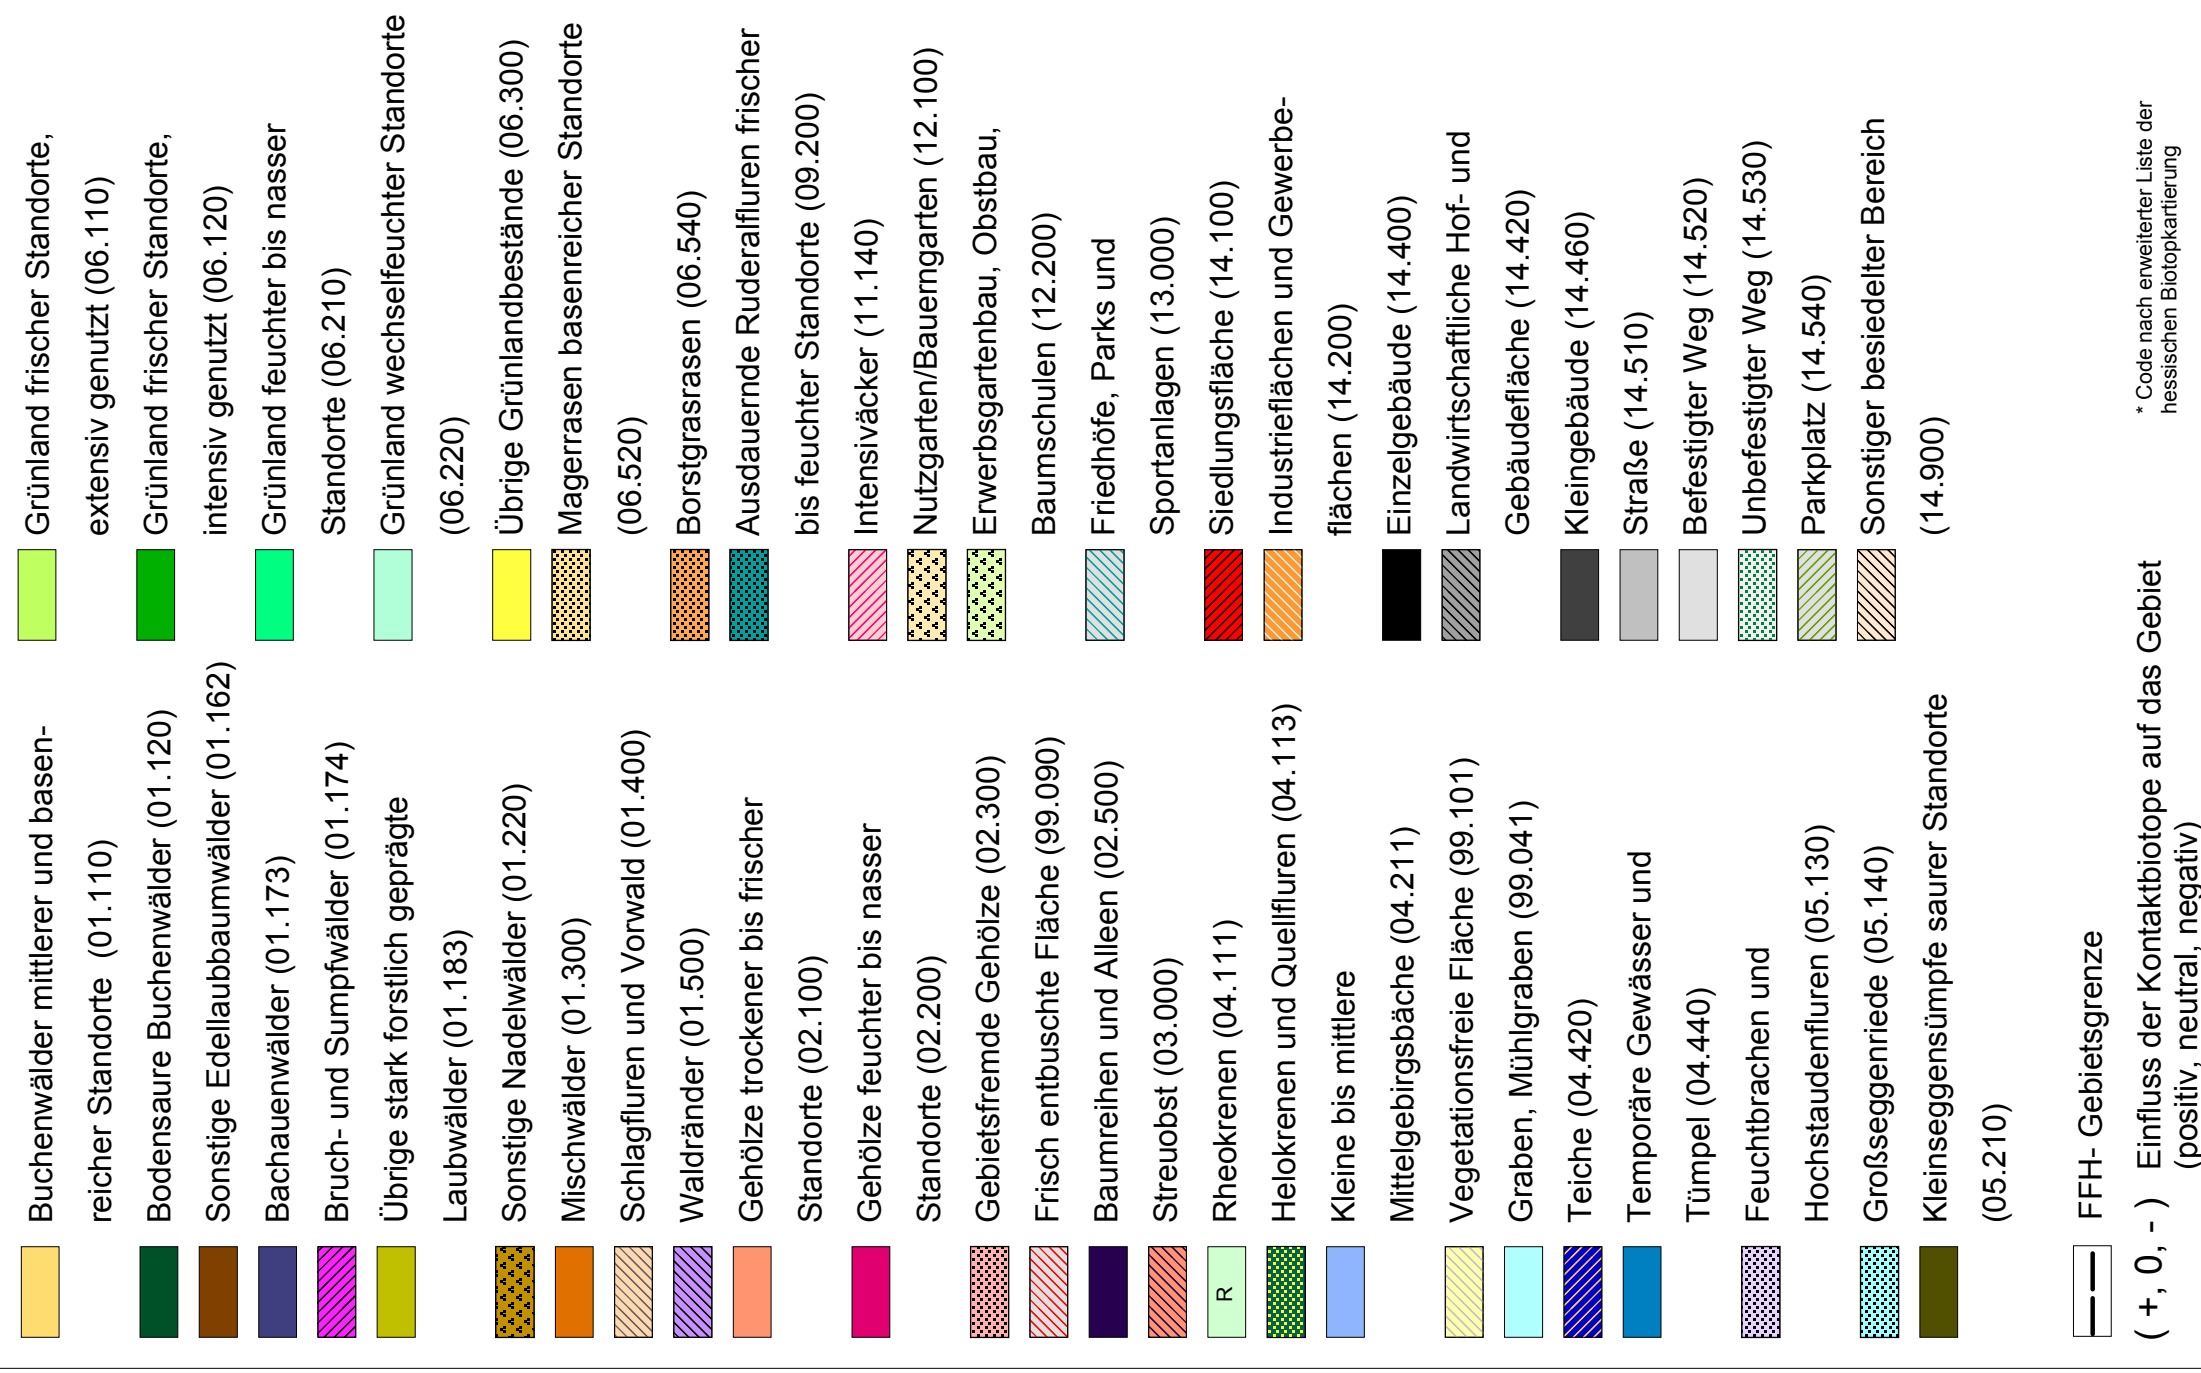 Buchenwälder mittlerer und basen-
reicher Standorte (01.110)
Bodensaure Buchenwälder (01.120)
Sonstige Edellaubbaumwälder (01.162)
Bachauenwälder (01.173)
Bruch- und Sumpfwälder (01.174)
Übrige stark forstlich geprägte
Laubwälder (01.183)
Sonstige Nadelwälder (01.220)
Mischwälder (01.300)
Schlagfluren und Vorwald (01.400)
Waldränder (01.500)
Gehölze trockener bis frischer
Standorte (02.100)
Gehölze feuchter bis nasser
Standorte (02.200)
Gebietsfremde Gehölze (02.300)
Frisch entbuschte Fläche (99.090)
Baumreihen und Alleen (02.500)
Streuobst (03.000)
R Rheokrenen (04.111)
Helokrenen und Quellfluren (04.113)
Kleine bis mittlere
Mittelgebirgsbäche (04.211)
Vegetationsfreie Fläche (99.101)
Graben, Mühlgraben (99.041)
Teiche (04.420)
Temporäre Gewässer und
Tümpel (04.440)
Feuchtbrachen und
Hochstaudenfluren (05.130)
Großseggenriede (05.140)
Kleinseggensümpfe saurer Standorte
(05.210)
FFH- Gebietsgrenze
( +, 0, - ) Einfluss der Kontaktbiotope auf das Gebiet
(positiv, neutral, negativ)
Grünland frischer Standorte,
extensiv genutzt (06.110)
Grünland frischer Standorte,
intensiv genutzt (06.120)
Grünland feuchter bis nasser
Standorte (06.210)
Grünland wechselfeuchter Standorte
(06.220)
Übrige Grünlandbestände (06.300)
Magerrasen basenreicher Standorte
(06.520)
Borstgrasrasen (06.540)
Ausdauernde Ruderalfluren frischer
bis feuchter Standorte (09.200)
Intensiväcker (11.140)
Nutzgarten/Bauerngarten (12.100)
Erwerbsgartenbau, Obstbau,
Baumschulen (12.200)
Friedhöfe, Parks und
Sportanlagen (13.000)
Siedlungsfläche (14.100)
Industrieflächen und Gewerbe-
flächen (14.200)
Einzelgebäude (14.400)
Landwirtschaftliche Hof- und
Gebäudefläche (14.420)
Kleingebäude (14.460)
Straße (14.510)
Befestigter Weg (14.520)
Unbefestigter Weg (14.530)
Parkplatz (14.540)
Sonstiger besiedelter Bereich
(14.900)
* Code nach erweiterter Liste der
hessischen Biotopkartierung